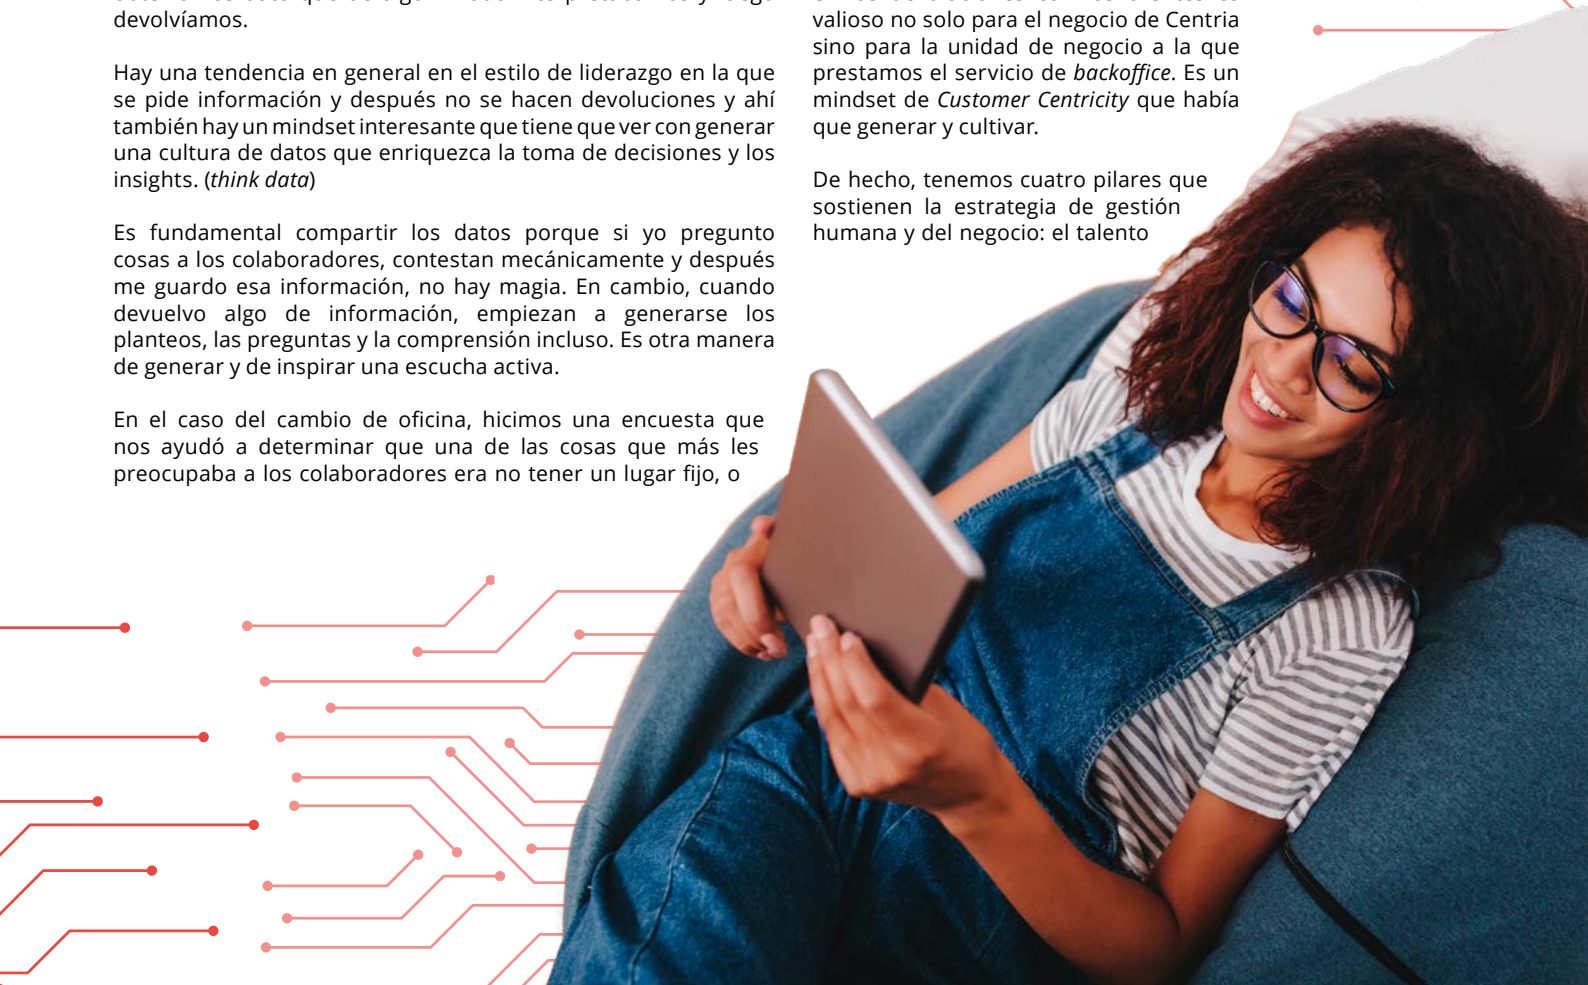 devolvíamos.
Hay una tendencia en general en el estilo de liderazgo en la que
se pide información y después no se hacen devoluciones y ahí
también hay un mindset interesante que tiene que ver con generar
una cultura de datos que enriquezca la toma de decisiones y los
insights. (think data)
Es fundamental compartir los datos porque si yo pregunto
cosas a los colaboradores, contestan mecánicamente y después
me guardo esa información, no hay magia. En cambio, cuando
devuelvo algo de información, empiezan a generarse los
planteos, las preguntas y la comprensión incluso. Es otra manera
de generar y de inspirar una escucha activa.
En el caso del cambio de oficina, hicimos una encuesta que
nos ayudó a determinar que una de las cosas que más les
preocupaba a los colaboradores era no tener un lugar fijo, o
valioso no solo para el negocio de Centria
sino para la unidad de negocio a la que
prestamos el servicio de backoffice. Es un
mindset de Customer Centricity que había
que generar y cultivar.
De hecho, tenemos cuatro pilares que
sostienen la estrategia de gestión
humana y del negocio: el talento